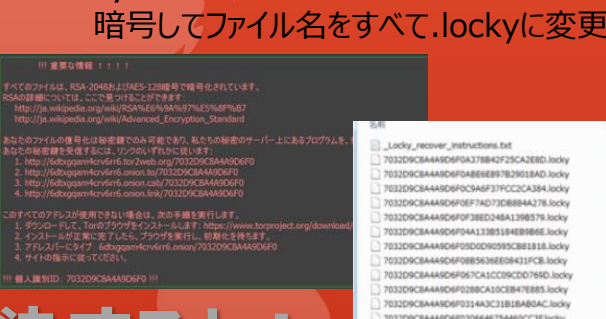 暗号してファイル名をすべて.lockyに変更
!!! 重要な情報 ！！！！
すべてのファイルは、RSA-2048およびAES-128暗号で暗号化されています。
RSAの詳細については、ここで見つけることができます:
http://ja.wikipedia.org/wiki/RSA%E6%9A%97%E5%8F%B7
http://ja.wikipedia.org/wiki/Advanced_Encryption_Standard
あなたのファイルの復号化は秘密鍵でのみ可能であり、私たちの秘密のサーバー上にあるプログラムを、
あなたの秘密鍵を受信するには、リンクのいずれかに従います:
1. http://6dtxgqam4crv6rr6.tor2web.org/7032D9C8A4A9D6F0
2. http://6dtxgqam4crv6rr6.onion.to/7032D9C8A4A9D6F0
3. http://6dtxgqam4crv6rr6.onion.cab/7032D9C8A4A9D6F0
4. http://6dtxgqam4crv6rr6.onion.link/7032D9C8A4A9D6F0
このすべてのアドレスが使用できない場合は、次の手順を実行します。
1. ダウンロードして、Torのブラウザをインストールします: https://www.torproject.org/download/
2. インストールが正常に完了したら、ブラウザを実行し、初期化を待ちます。
3. アドレスバーにタイプ: 6dtxgqam4crv6rr6.onion/7032D9C8A4A9D6F0
4. サイトの指示に従ってください。
!!! 個人識別ID: 7032D9C8A4A9D6F0 !!!
名前
_Locky_recover_instructions.txt
7032D9C8A4A9D6F0A378B42F25CA2E8D.locky
7032D9C8A4A9D6F0ABE6E897B29018AD.locky
7032D9C8A4A9D6F0C9A6F37FCC2CA384.locky
7032D9C8A4A9D6F0EF7AD73DB884A278.locky
7032D9C8A4A9D6F0F38ED248A139B579.locky
7032D9C8A4A9D6F04A133B5184EB9B6E.locky
7032D9C8A4A9D6F05D0D90595CB81818.locky
7032D9C8A4A9D6F08B5636EE08431FCB.locky
7032D9C8A4A9D6F067CA1CC09CDD769D.locky
7032D9C8A4A9D6F028BCA10CEB47E885.locky
7032D9C8A4A9D6F0314A3C31B1BAB0AC.locky